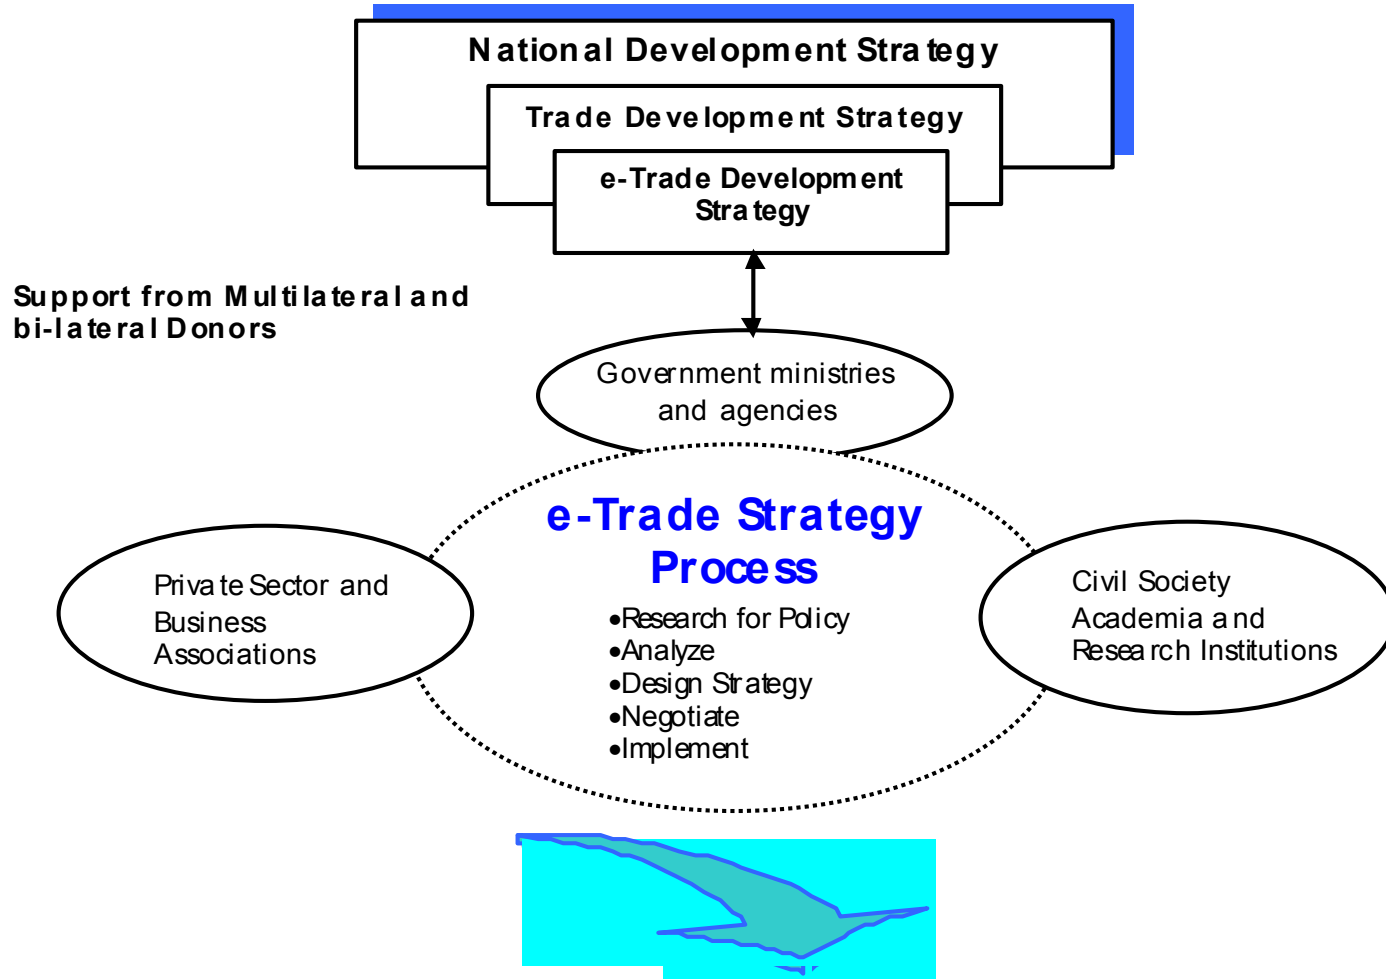 National Development Strategy
Trade Development Strategy
e-Trade Development
Strategy
Support from Multilateral and
bi-lateral Donors
Government ministries
and agencies
e-Trade Strategy
Process
•Research for Policy
•Analyze
•Design Strategy
•Negotiate
•Implement
Private Sector and
Business
Associations
Civil Society
Academia and
Research Institutions